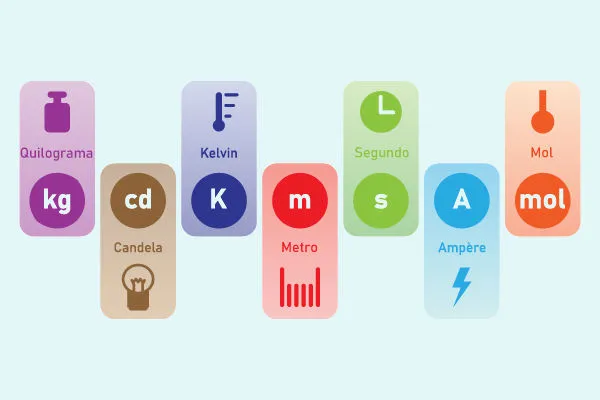 Quilograma
kg
cd
Candela
Kelvin
K
m
Metro
Segundo
s
A
Ampère
Mol
mol